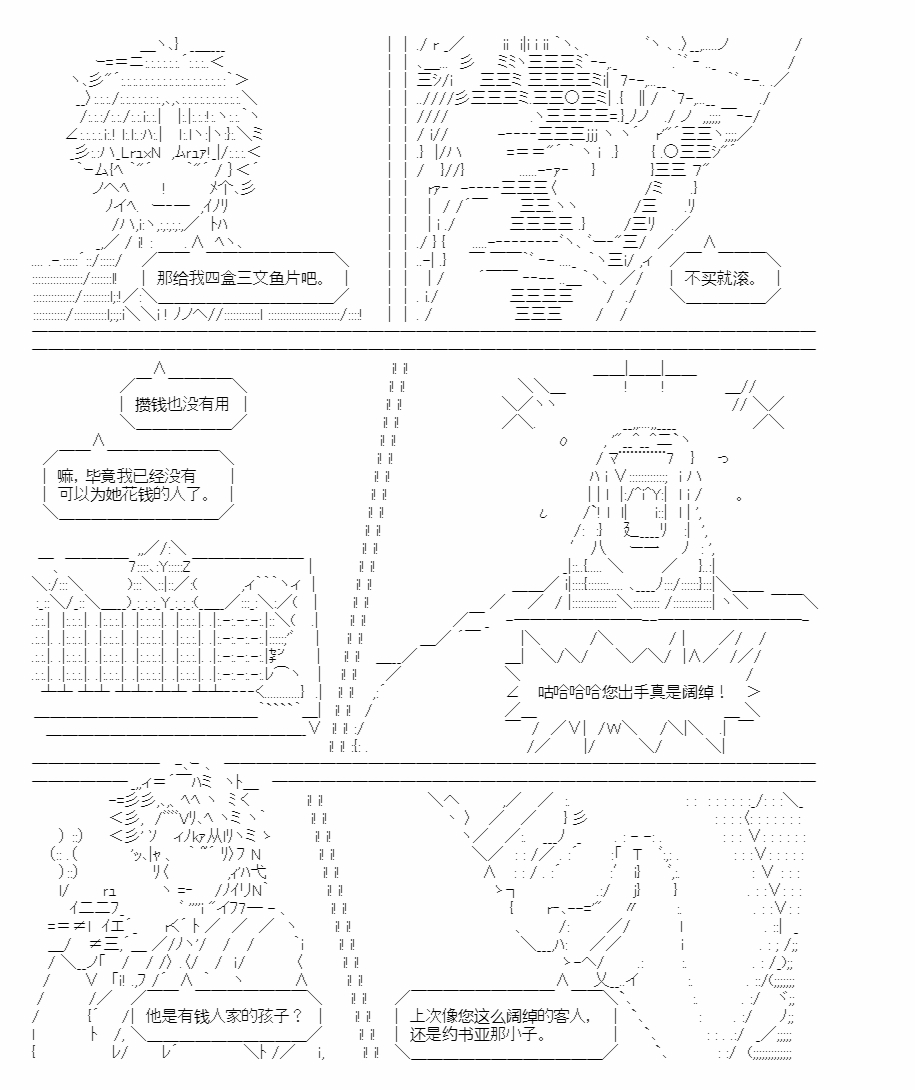 那给我四盒三文鱼片吧。
不买就滚。
攒钱也没有用
嘛，毕竟我已经没有
可以为她花钱的人了。
咕哈哈哈您出手真是阔绰！
他是有钱人家的孩子？
上次像您这么阔绰的客人，
还是约书亚那小子。